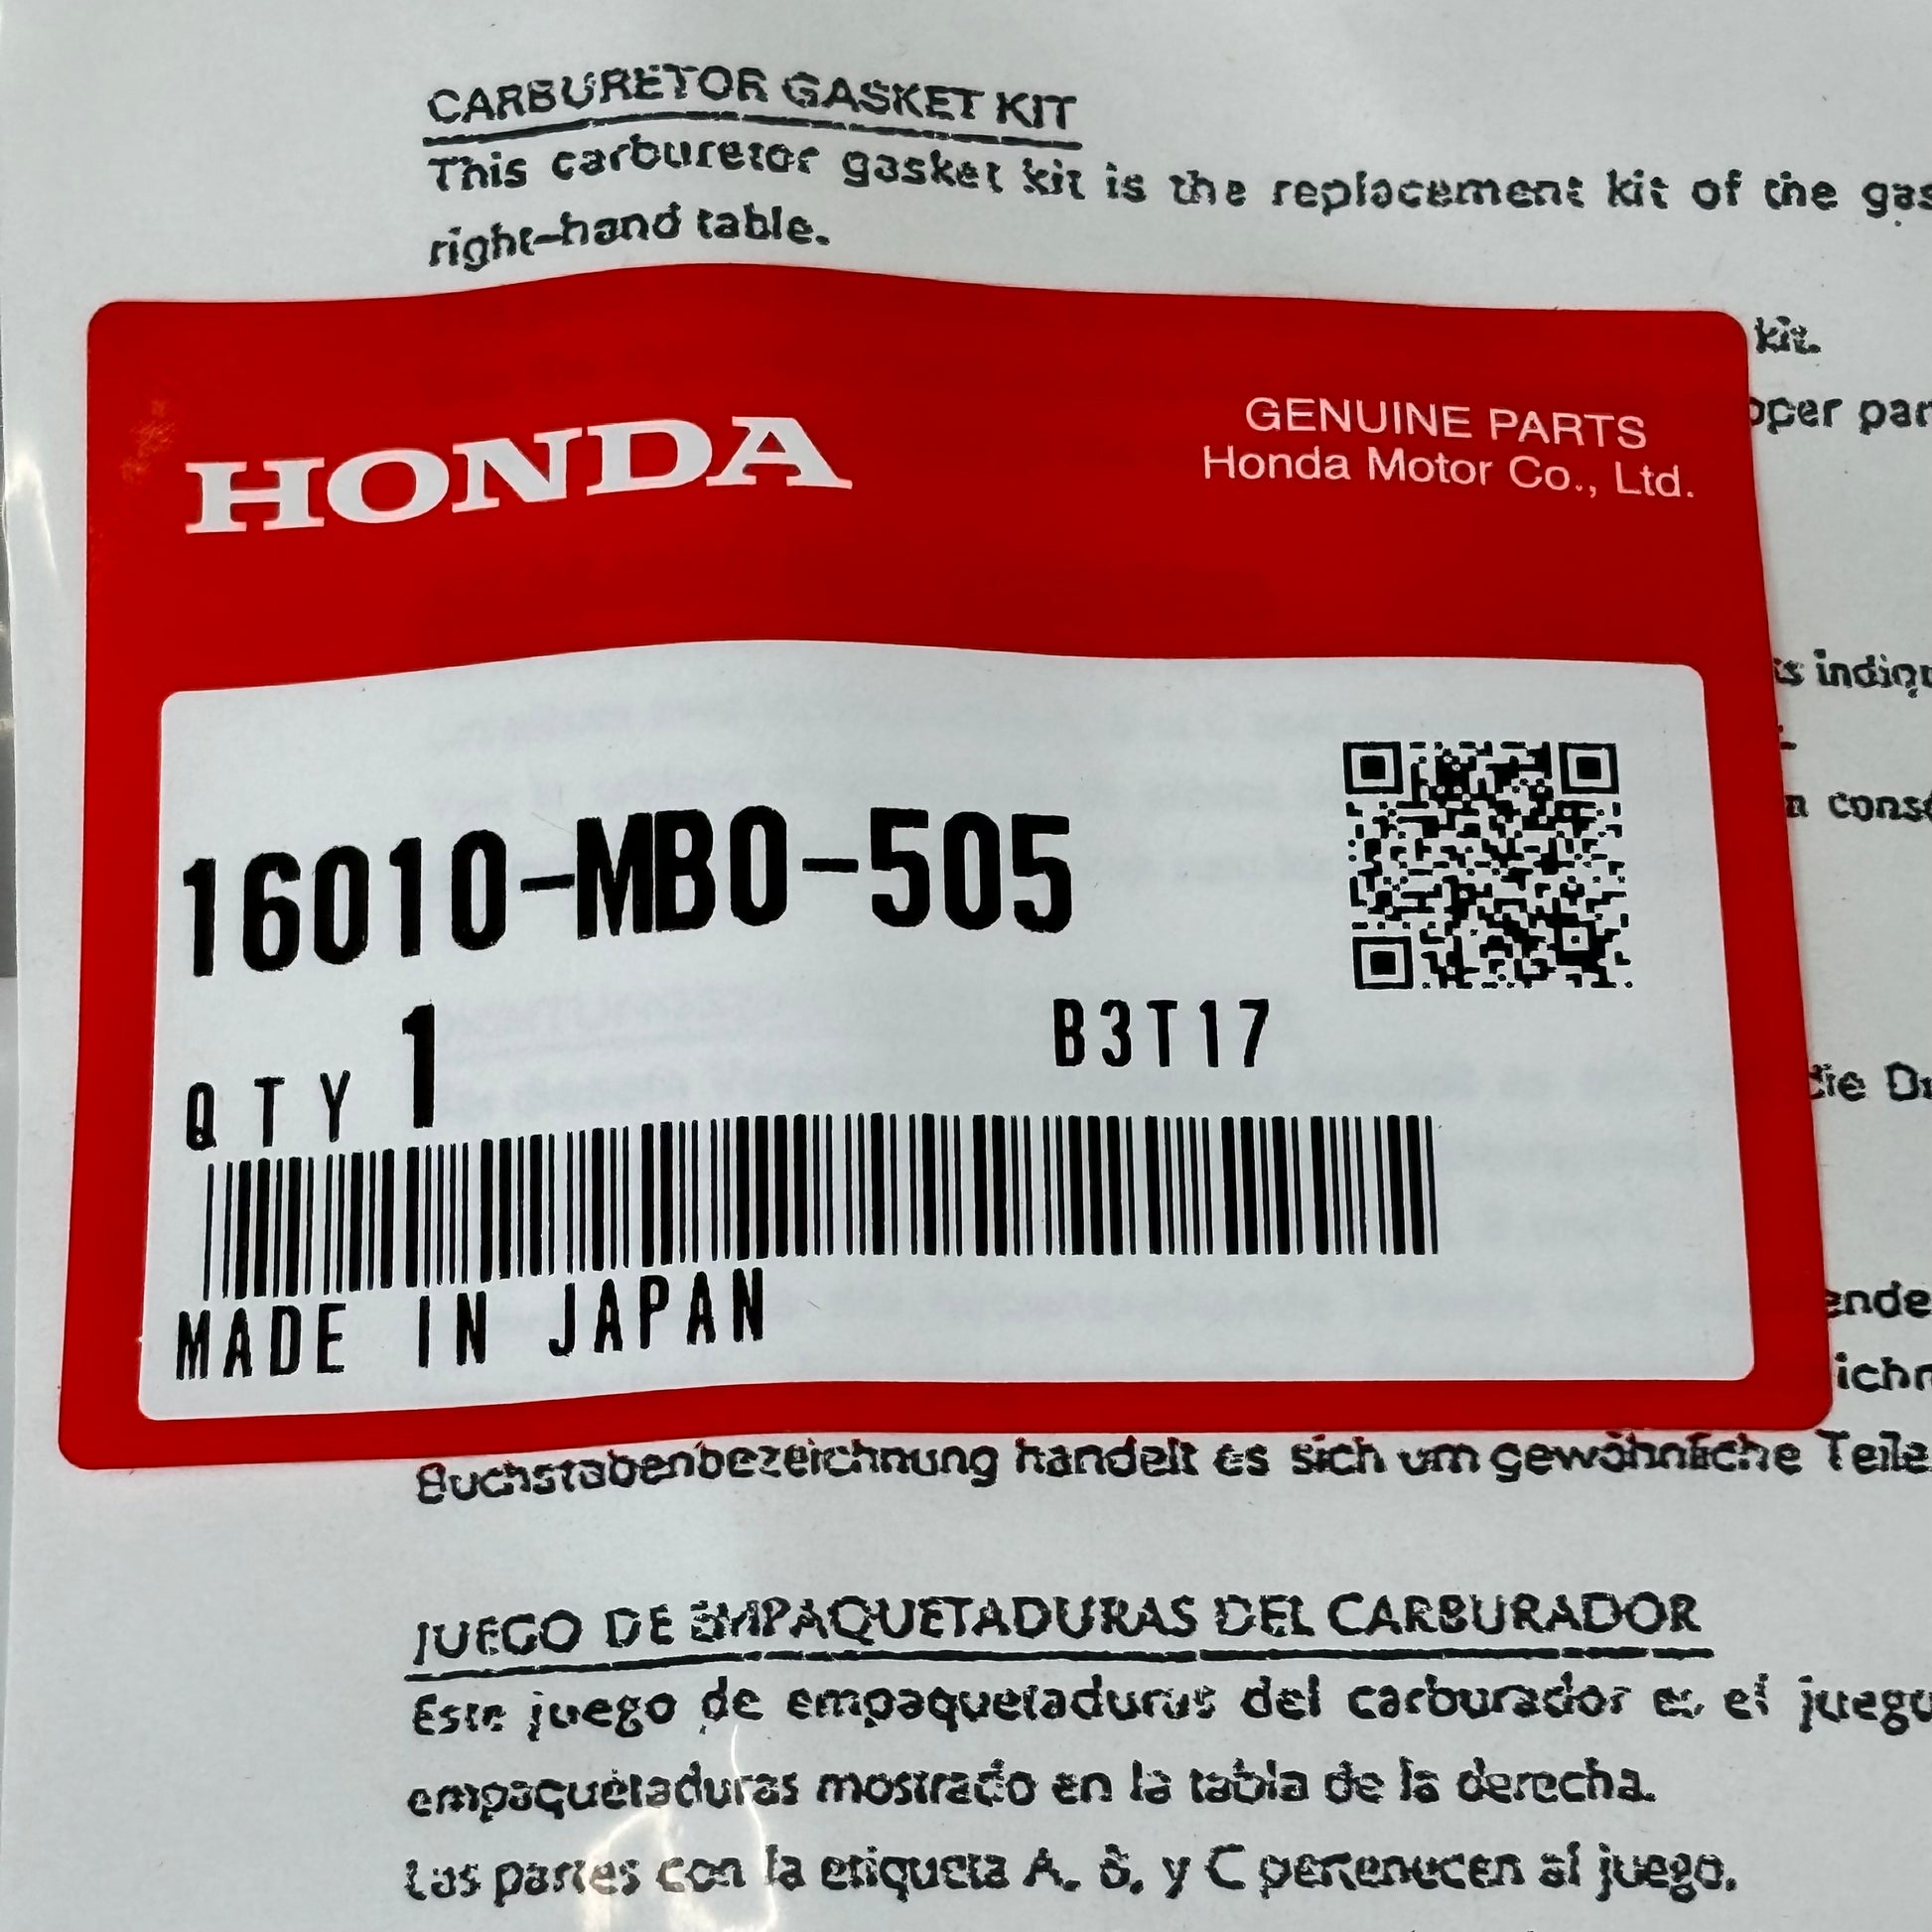 CARBURETOR GASKET KIT
This carburetor gasket kit is the replacement kit of the gas
right-hand table.
kit.
HONDA
GENUINE PARTS
Honda Motor Co., Ltd.
par
indiqu
16010-MB0-505
cons
QTY 1
B3T17
die
MADE IN JAPAN
Buchstabenbezeichnung handelt es sich um gewöhnliche Teile
JUEGO DE EMPAQUETADURAS DEL CARBURADOR
Este juego de empaquetaduras del carburador es el juego
empaquetaduras mostrado en la tabla de la derecha.
Las partes con la etiqueta A, B, y C pertenecen al juego.